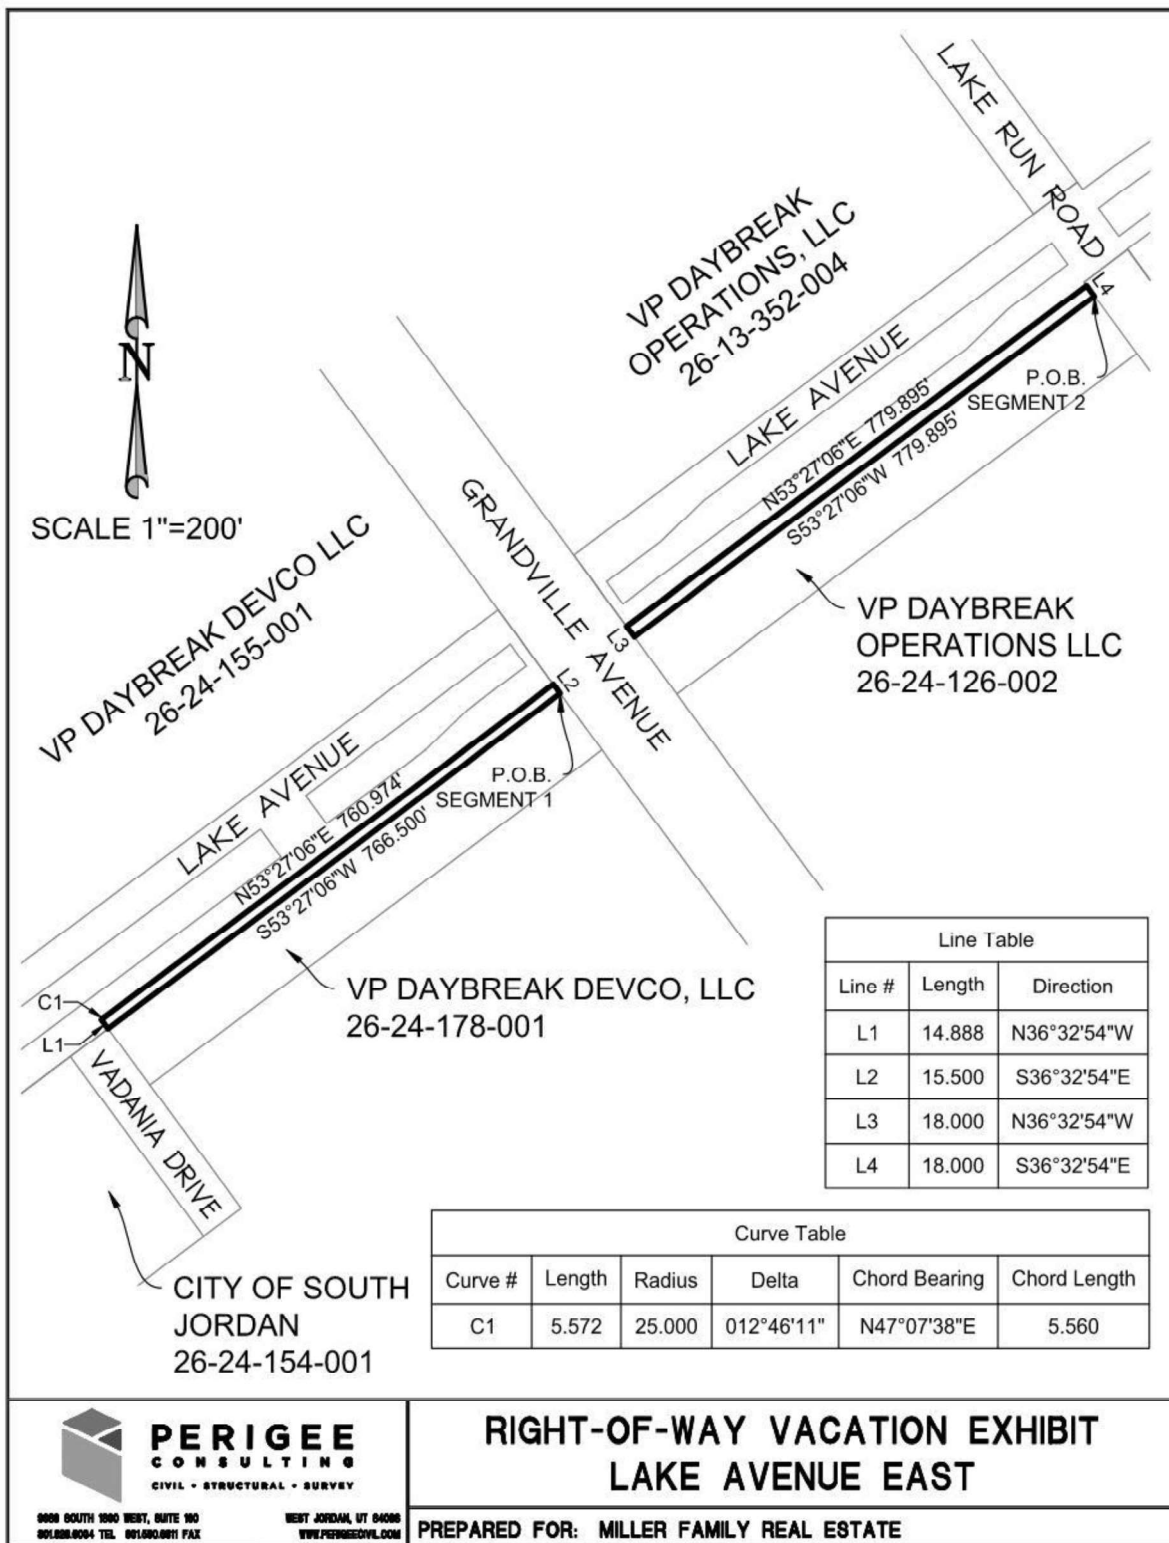 LAKE RUN ROAD
VP DAYBREAK
OPERATIONS, LLC
26-13-352-004
N
SCALE 1"=200'
LAKE AVENUE
L4
P.O.B.
SEGMENT 2
N53°27'06"E 779.895'
S53°27'06"W 779.895'
GRANDVILLE AVENUE
L3
VP DAYBREAK
OPERATIONS LLC
26-24-126-002
VP DAYBREAK DEVCO LLC
26-24-155-001
L2
P.O.B.
SEGMENT 1
LAKE AVENUE
N53°27'06"E 760.974'
S53°27'06"W 766.500'
C1
L1
VP DAYBREAK DEVCO, LLC
26-24-178-001
VADANIA DRIVE
CITY OF SOUTH
JORDAN
26-24-154-001
Line Table
Line # Length Direction
L1 14.888 N36°32'54"W
L2 15.500 S36°32'54"E
L3 18.000 N36°32'54"W
L4 18.000 S36°32'54"E
Curve Table
Curve # Length Radius Delta Chord Bearing Chord Length
C1 5.572 25.000 012°46'11" N47°07'38"E 5.560
PERIGEE
CONSULTING
CIVIL • STRUCTURAL • SURVEY
SOUTH WEST, SUITE
WEST JORDAN, UT
TEL FAX
WWW.PERIGEECIVIL.COM
RIGHT-OF-WAY VACATION EXHIBIT
LAKE AVENUE EAST
PREPARED FOR: MILLER FAMILY REAL ESTATE